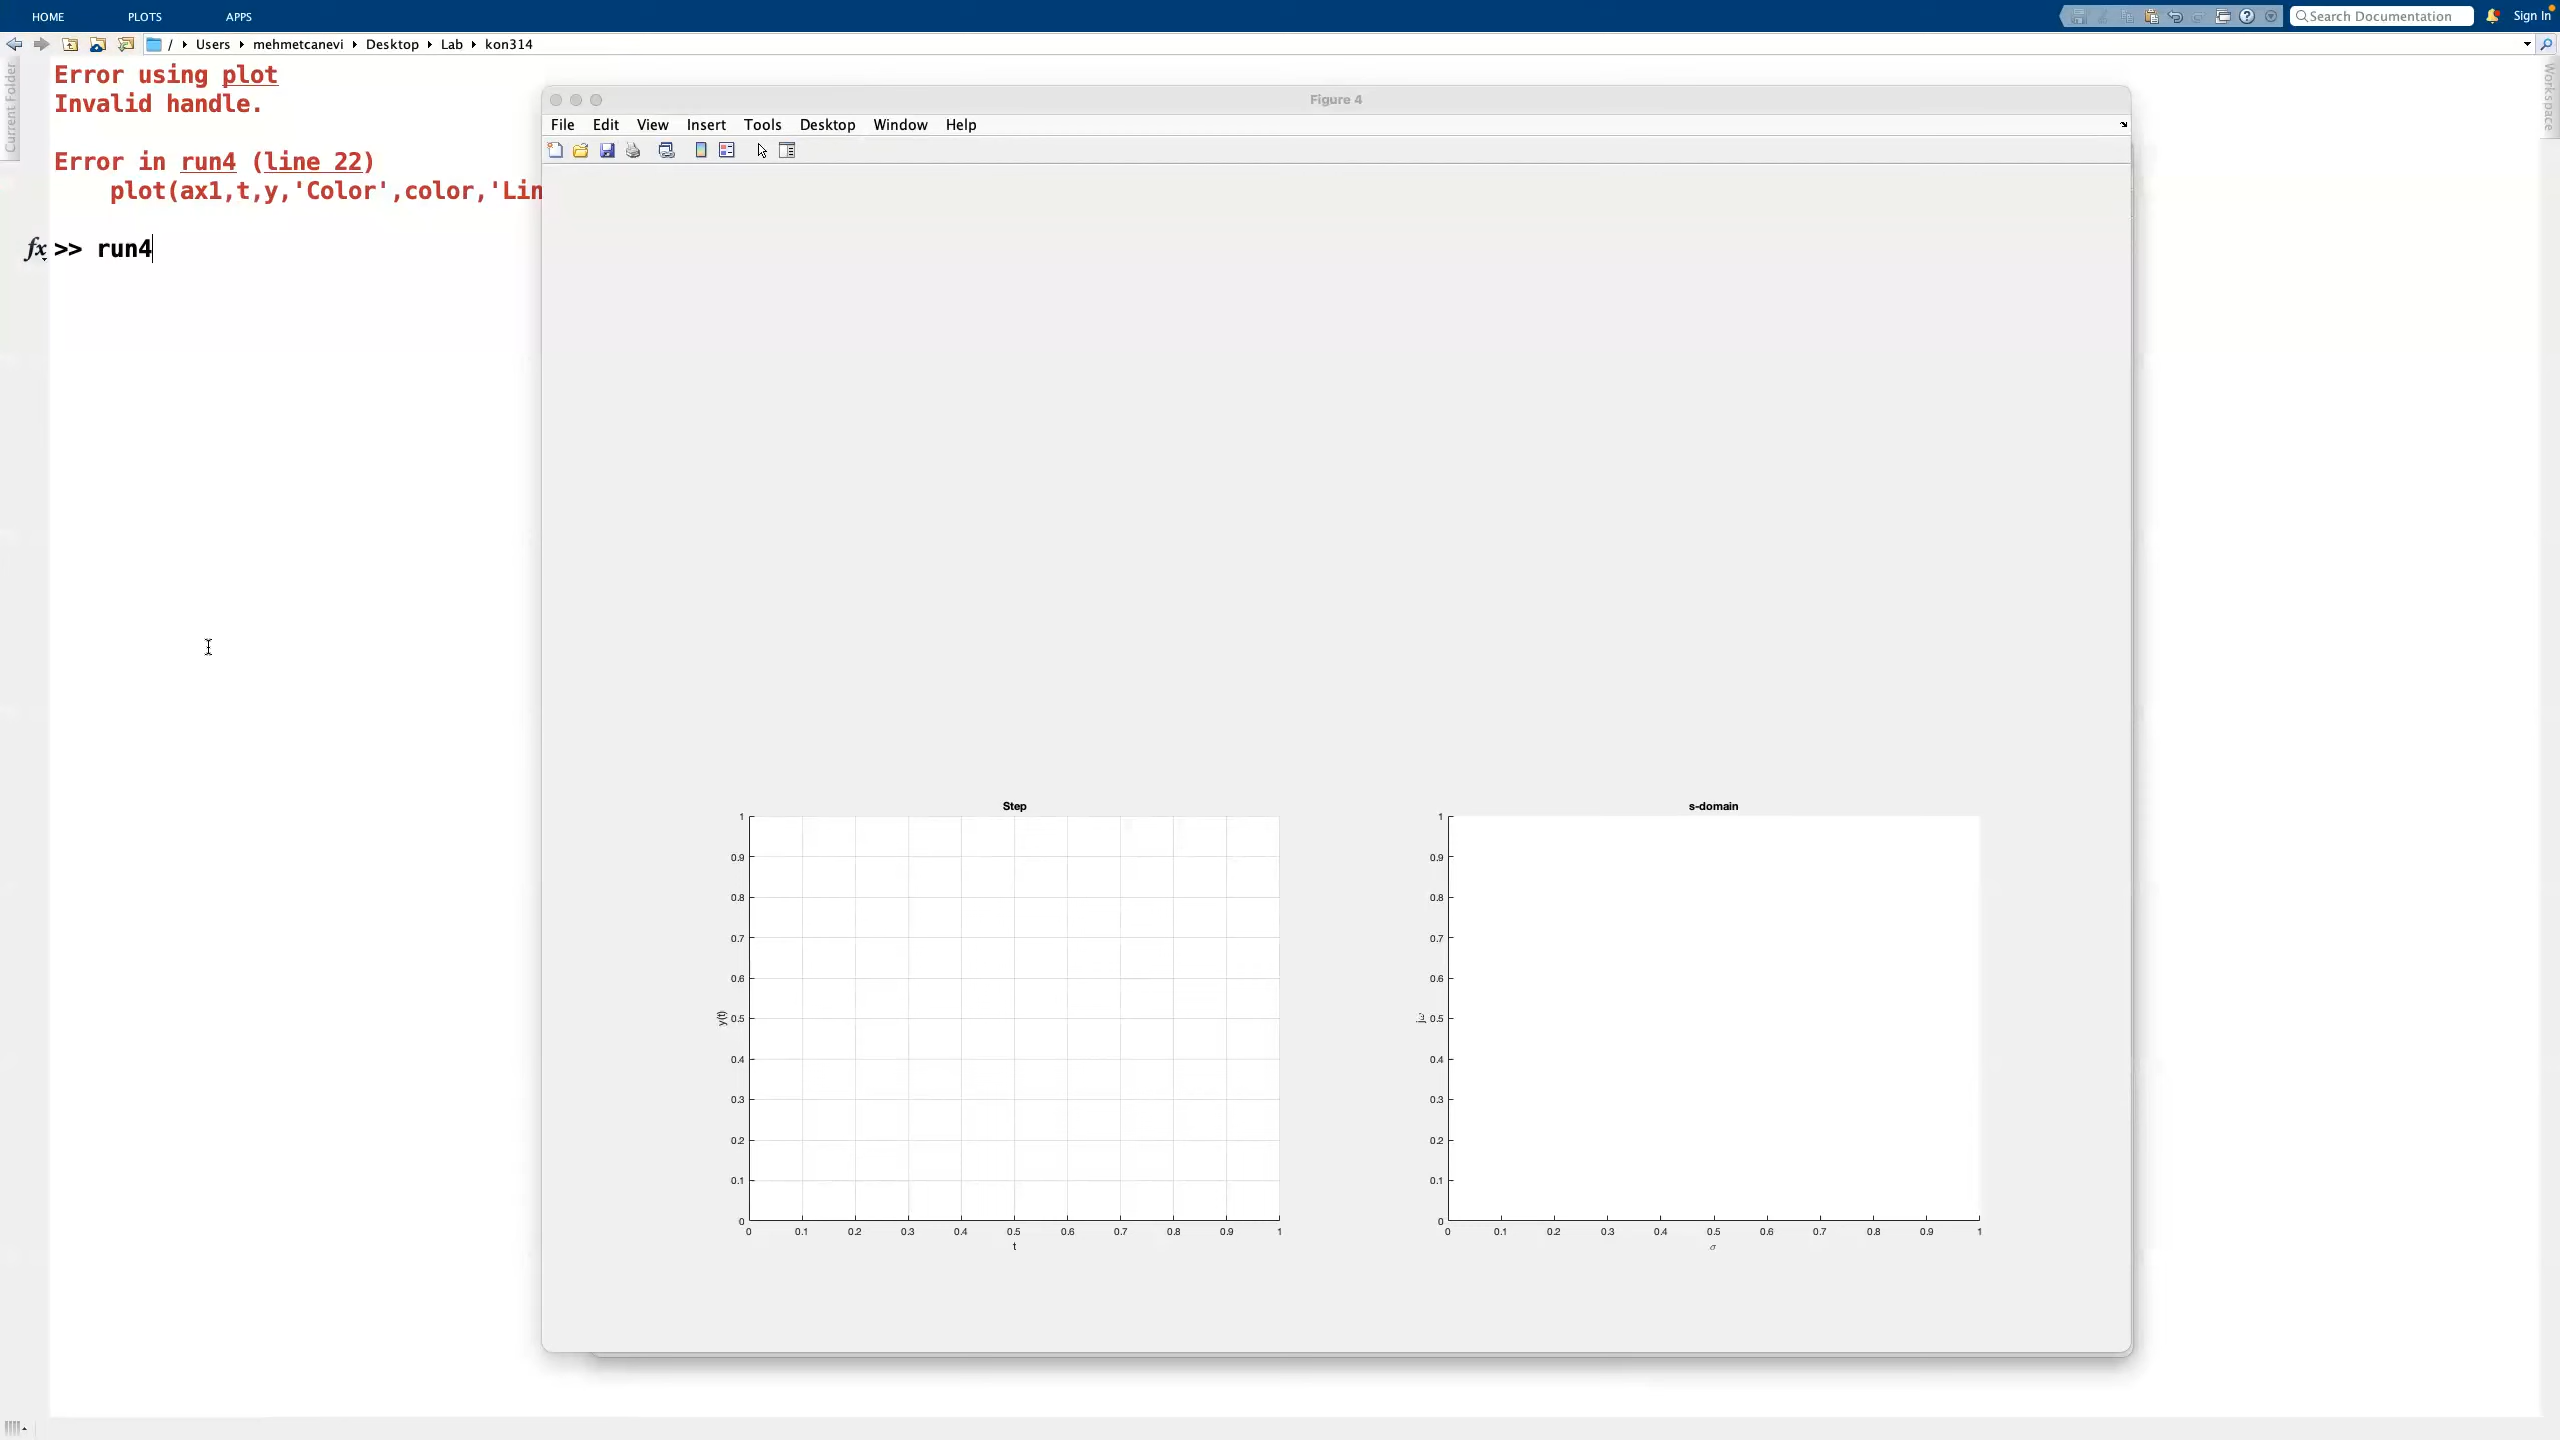 HOME PLOTS APPS Search Documentation Sign In
/ Users mehmetcanevi Desktop Lab kon314
Current Folder
Workspace
Error using plot
Invalid handle.
Error in run4 (line 22)
plot(ax1,t,y,'Color',color,'Lin
fx >> run4
Figure 4
File Edit View Insert Tools Desktop Window Help
Step
1
0.9
0.8
0.7
0.6
0.5
0.4
0.3
0.2
0.1
0
y(t)
0 0.1 0.2 0.3 0.4 0.5 0.6 0.7 0.8 0.9 1
t
s-domain
1
0.9
0.8
0.7
0.6
0.5
0.4
0.3
0.2
0.1
0
jω
0 0.1 0.2 0.3 0.4 0.5 0.6 0.7 0.8 0.9 1
σ